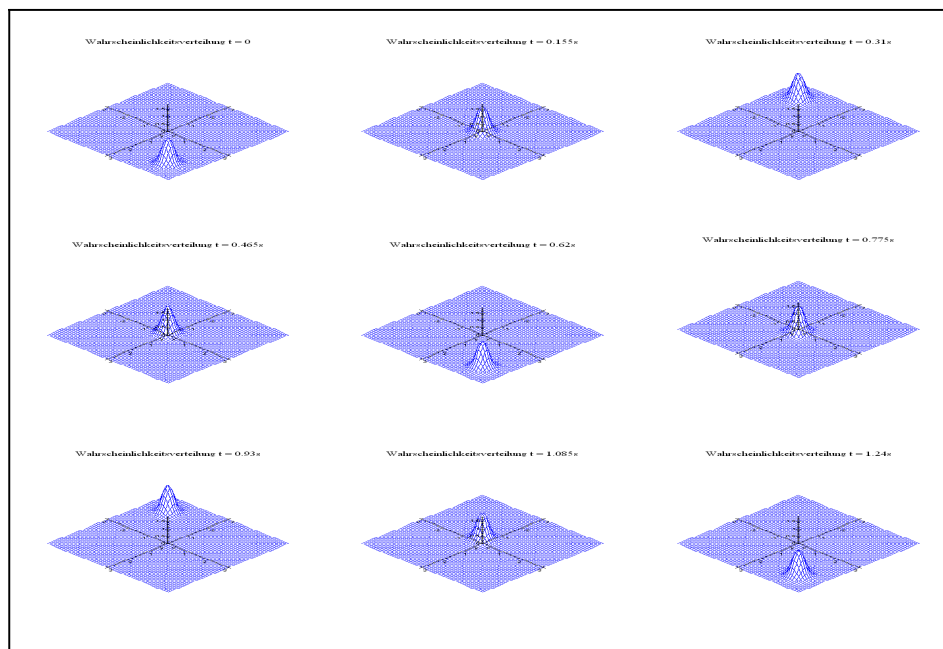 Wahrscheinlichkeitsverteilung t = 0
Wahrscheinlichkeitsverteilung t = 0.155s
Wahrscheinlichkeitsverteilung t = 0.31s
Wahrscheinlichkeitsverteilung t = 0.465s
Wahrscheinlichkeitsverteilung t = 0.62s
Wahrscheinlichkeitsverteilung t = 0.775s
Wahrscheinlichkeitsverteilung t = 0.93s
Wahrscheinlichkeitsverteilung t = 1.085s
Wahrscheinlichkeitsverteilung t = 1.24s